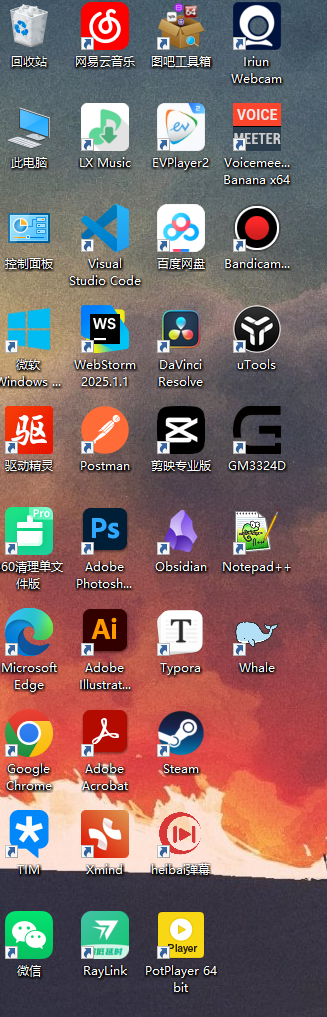 回收站
网易云音乐
图吧工具箱
Iriun
Webcam
此电脑
LX Music
EVPlayer2
VOICE
MEETER
Voicemee...
Banana x64
控制面板
Visual
Studio Code
百度网盘
Bandicam...
微软
Windows ...
WS
WebStorm
2025.1.1
DaVinci
Resolve
uTools
驱
驱动精灵
Postman
剪映专业版
GM3324D
Pro
60清理单文
件版
Ps
Adobe
Photosh...
Obsidian
Notepad++
Microsoft
Edge
Ai
Adobe
Illustrat...
T
Typora
Whale
Google
Chrome
Adobe
Acrobat
Steam
TIM
Xmind
heibai弹幕
微信
RayLink
Player
PotPlayer 64
bit